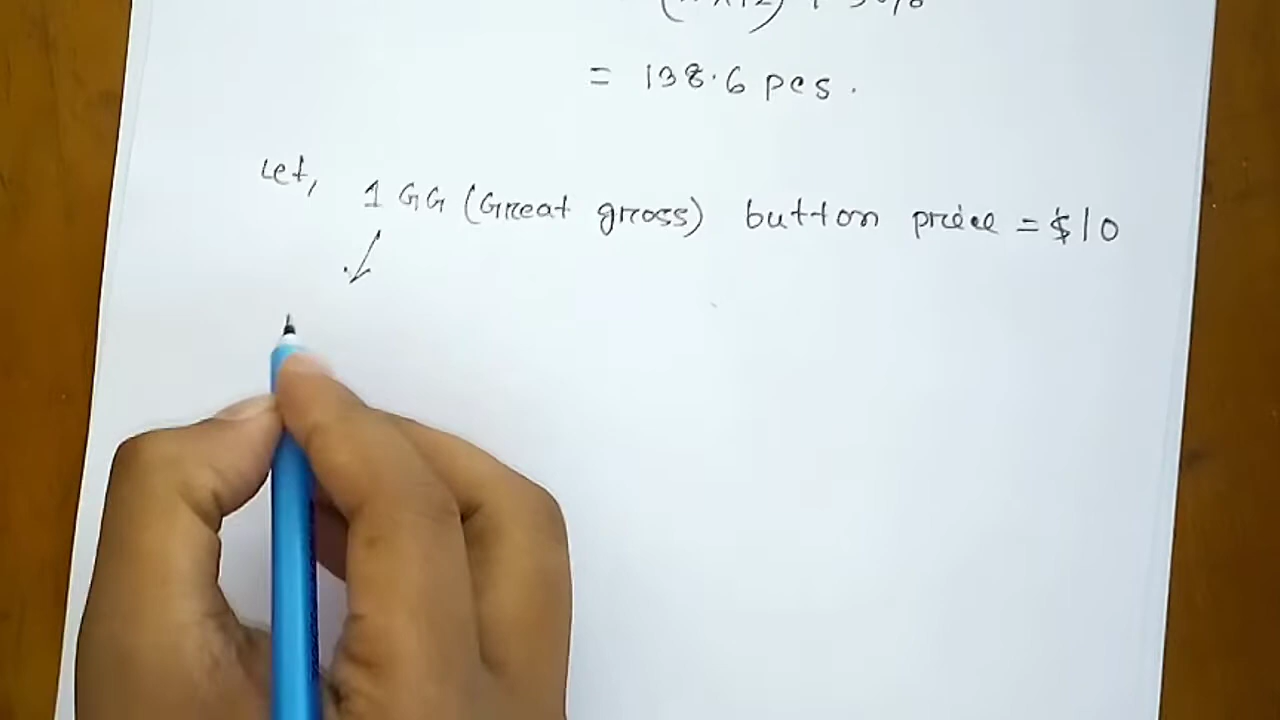 = 138.6 pcs.
Let, 1 GG (Great gross) button price = $10